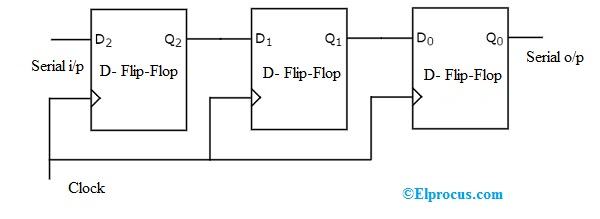 D₂ Q₂ D₁ Q₁ D₀ Q₀
Serial i/p D- Flip-Flop D- Flip-Flop D- Flip-Flop Serial o/p
Clock
©Elprocus.com